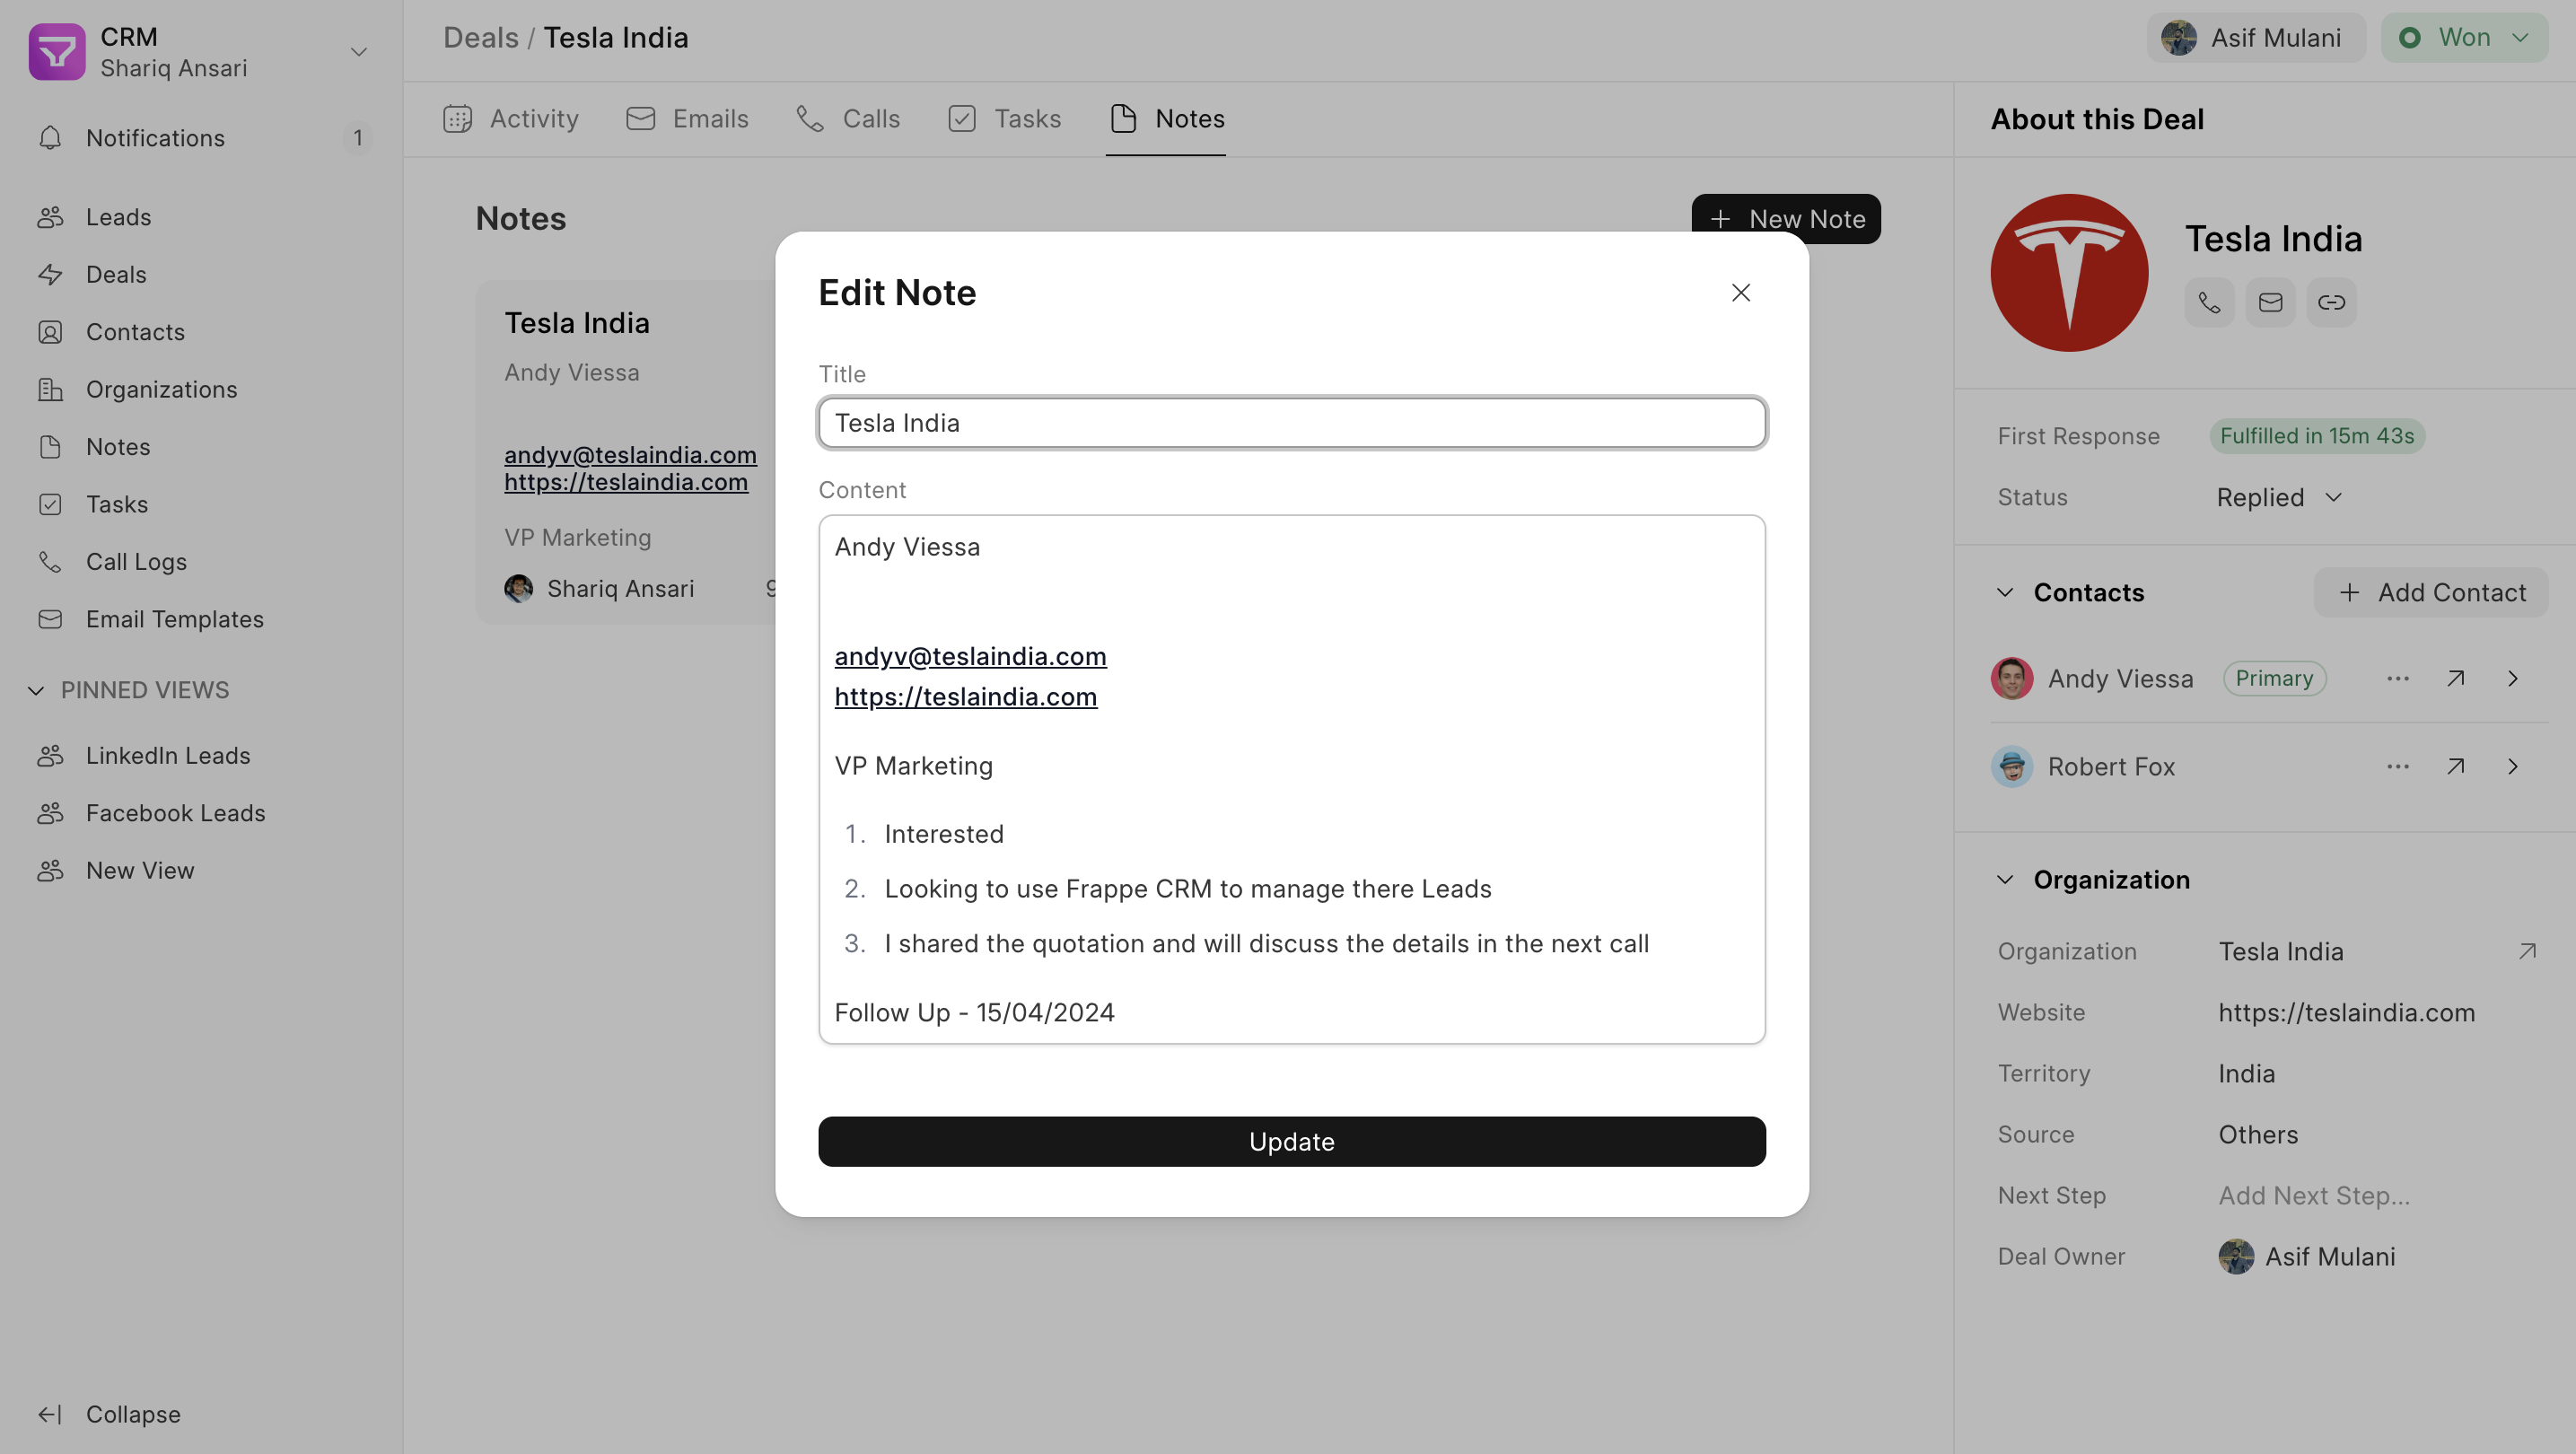 CRM
Shariq Ansari
Notifications 1
Leads
Deals
Contacts
Organizations
Notes
Tasks
Call Logs
Email Templates
PINNED VIEWS
LinkedIn Leads
Facebook Leads
New View
Collapse
Deals / Tesla India
Asif Mulani
Won
Activity Emails Calls Tasks Notes
Notes
New Note
Tesla India
Andy Viessa
andyv@teslaindia.com
https://teslaindia.com
VP Marketing
Shariq Ansari
Edit Note
Title
Tesla India
Content
Andy Viessa
andyv@teslaindia.com
https://teslaindia.com
VP Marketing
1. Interested
2. Looking to use Frappe CRM to manage there Leads
3. I shared the quotation and will discuss the details in the next call
Follow Up - 15/04/2024
Update
About this Deal
Tesla India
First Response Fulfilled in 15m 43s
Status Replied
Contacts
Add Contact
Andy Viessa Primary
Robert Fox
Organization
Organization Tesla India
Website https://teslaindia.com
Territory India
Source Others
Next Step Add Next Step...
Deal Owner Asif Mulani